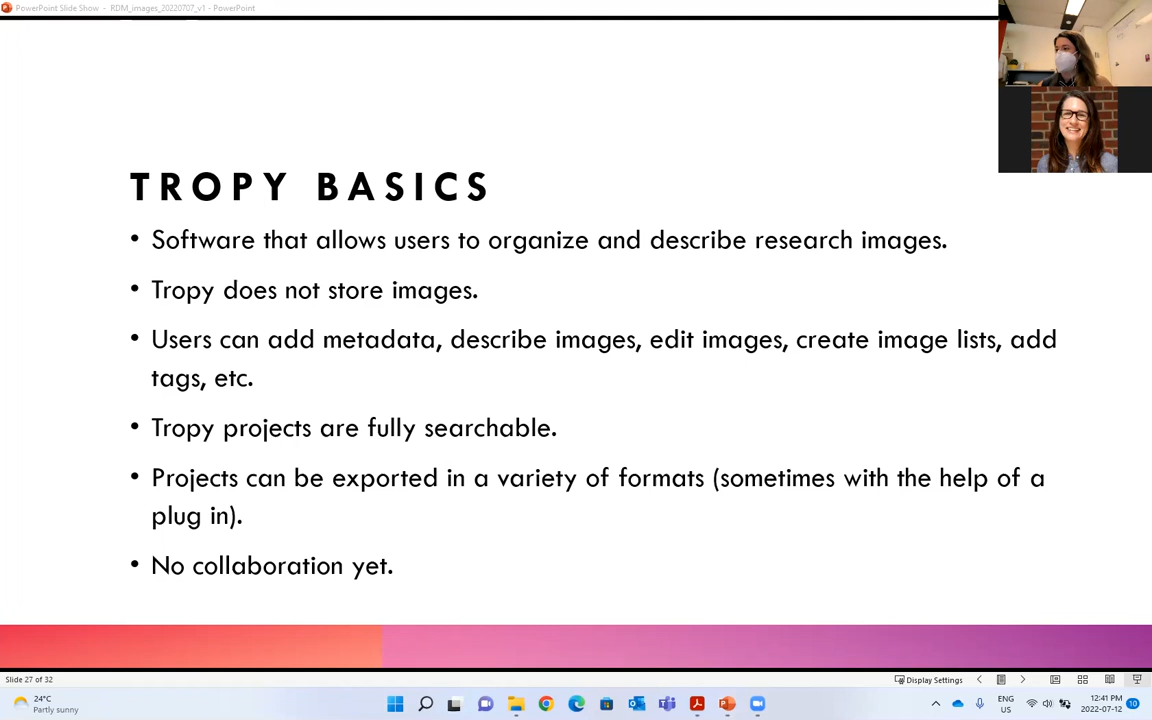 PowerPoint Slide Show - RDM_images_20220707_v1 - PowerPoint
TROPY BASICS
• Software that allows users to organize and describe research images.
• Tropy does not store images.
• Users can add metadata, describe images, edit images, create image lists, add
tags, etc.
• Tropy projects are fully searchable.
• Projects can be exported in a variety of formats (sometimes with the help of a
plug in).
• No collaboration yet.
Slide 27 of 32
Display Settings
24°C
Partly sunny
ENG
US
12:41 PM
2022-07-12
10